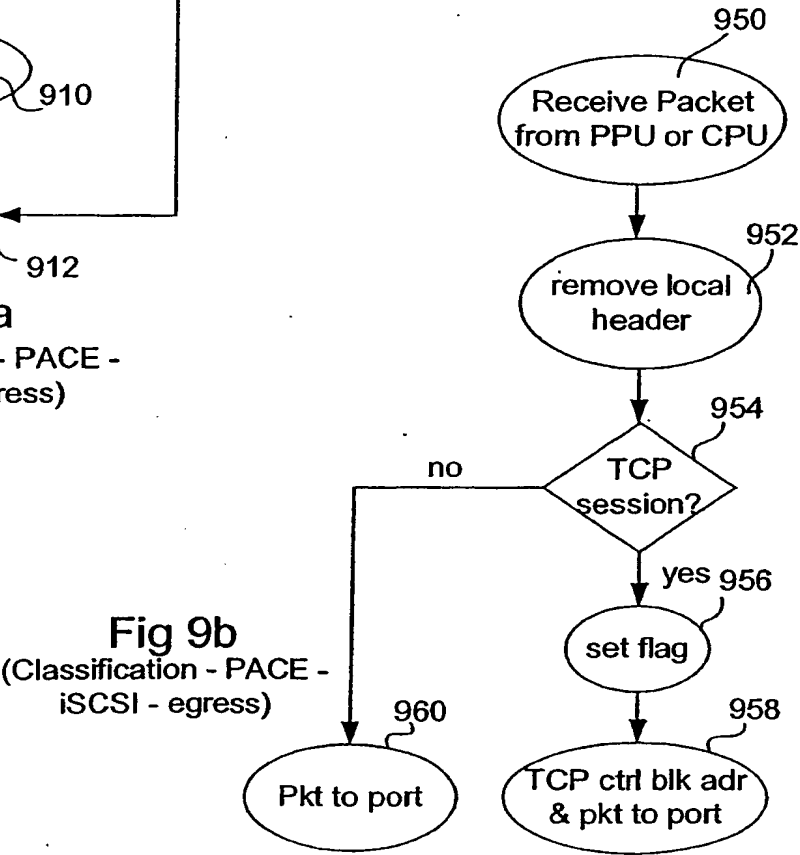 950
Receive Packet
from PPU or CPU
910
952
remove local
header
912
a
- PACE -
ress)
954
TCP
session?
no
yes
956
set flag
Fig 9b
(Classification - PACE -
iSCSI - egress)
960
Pkt to port
958
TCP ctrl blk adr
& pkt to port